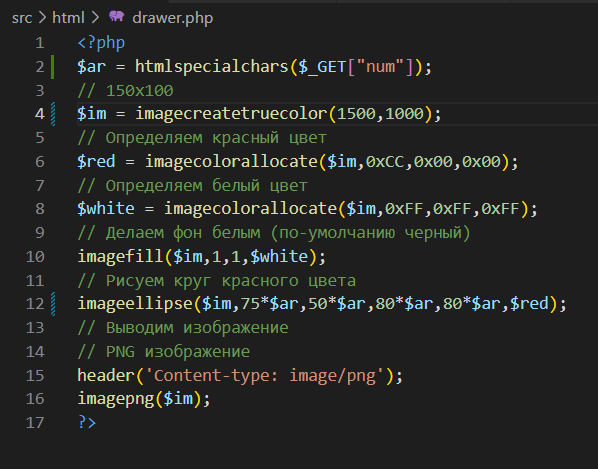 src > html > drawer.php
1 <?php
2 $ar = htmlspecialchars($_GET["num"]);
3 // 150x100
4 $im = imagecreatetruecolor(1500,1000);
5 // Определяем красный цвет
6 $red = imagecolorallocate($im,0xCC,0x00,0x00);
7 // Определяем белый цвет
8 $white = imagecolorallocate($im,0xFF,0xFF,0xFF);
9 // Делаем фон белым (по-умолчанию черный)
10 imagefill($im,1,1,$white);
11 // Рисуем круг красного цвета
12 imageellipse($im,75*$ar,50*$ar,80*$ar,80*$ar,$red);
13 // Выводим изображение
14 // PNG изображение
15 header('Content-type: image/png');
16 imagepng($im);
17 ?>